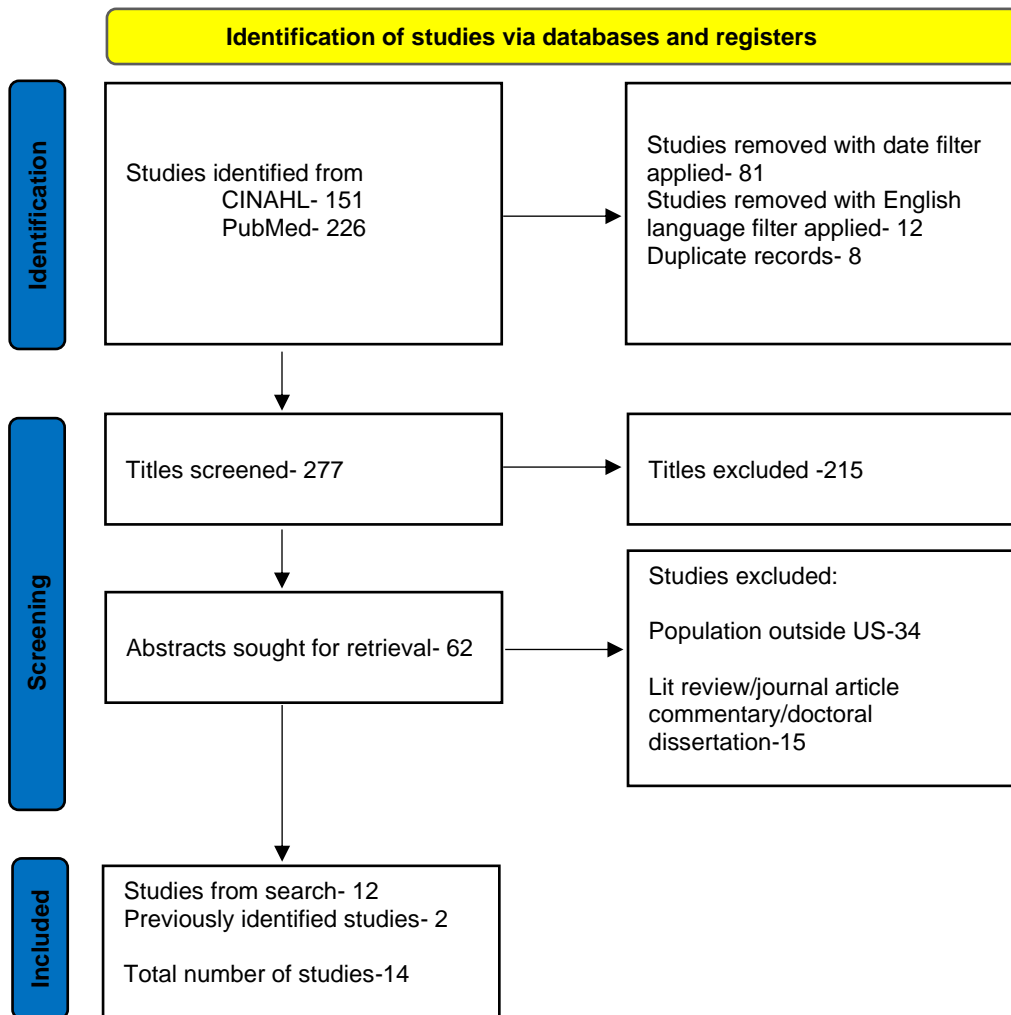 Identification of studies via databases and registers
Identification
Studies identified from
CINAHL- 151
PubMed- 226
Studies removed with date filter
applied- 81
Studies removed with English
language filter applied- 12
Duplicate records- 8
Screening
Titles screened- 277
Titles excluded -215
Abstracts sought for retrieval- 62
Studies excluded:
Population outside US-34
Lit review/journal article
commentary/doctoral
dissertation-15
Included
Studies from search- 12
Previously identified studies- 2
Total number of studies-14